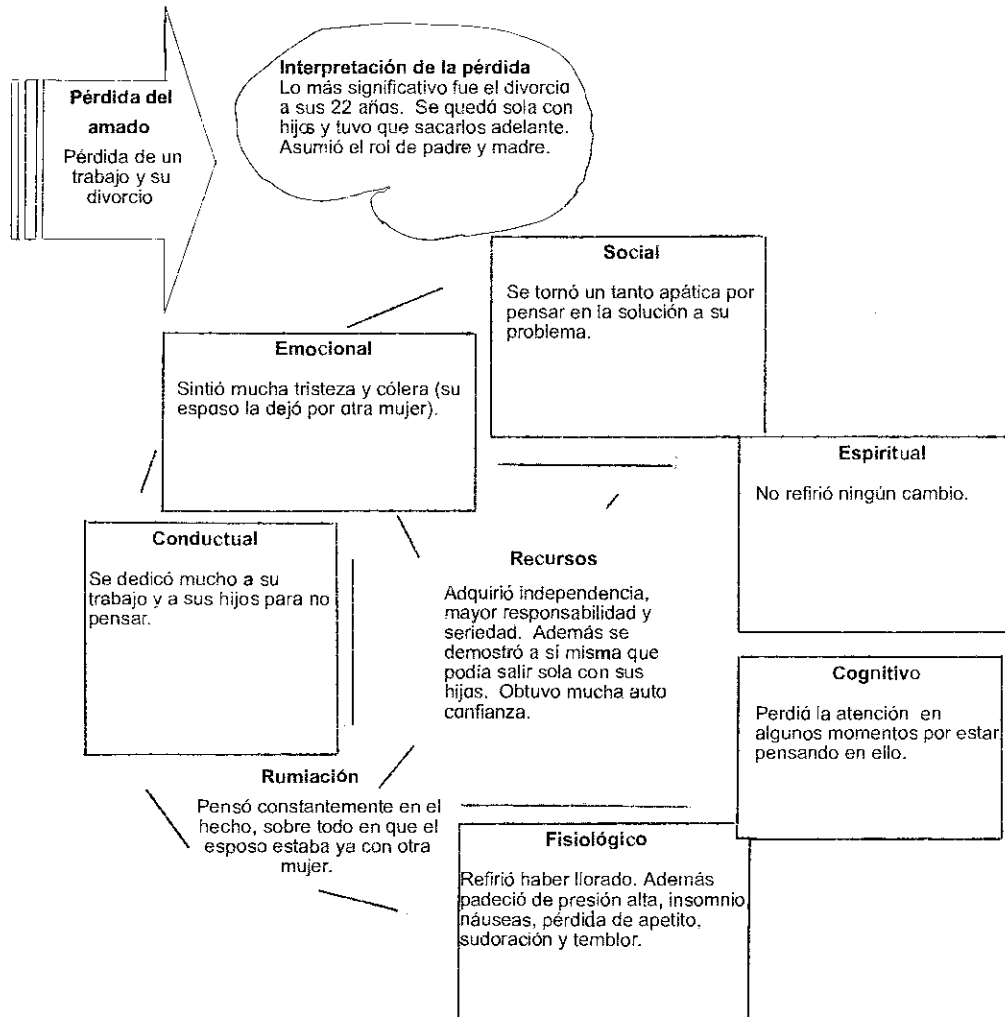 Pérdida del
amado
Pérdida de un
trabajo y su
divorcio
Interpretación de la pérdida
Lo más significativo fue el divorcio
a sus 22 años. Se quedó sola con
hijos y tuvo que sacarlos adelante.
Asumió el rol de padre y madre.
Social
Se tornó un tanto apática por
pensar en la solución a su
problema.
Emocional
Sintió mucha tristeza y cólera (su
esposo la dejó por otra mujer).
Espiritual
No refirió ningún cambio.
Conductual
Se dedicó mucho a su
trabajo y a sus hijos para no
pensar.
Recursos
Adquirió independencia,
mayor responsabilidad y
seriedad. Además se
demostró a sí misma que
podía salir sola con sus
hijos. Obtuvo mucha auto
confianza.
Cognitivo
Perdió la atención en
algunos momentos por estar
pensando en ello.
Rumiación
Pensó constantemente en el
hecho, sobre todo en que el
esposo estaba ya con otra
mujer.
Fisiológico
Refirió haber llorado. Además
padeció de presión alta, insomnio,
náuseas, pérdida de apetito,
sudoración y temblor.